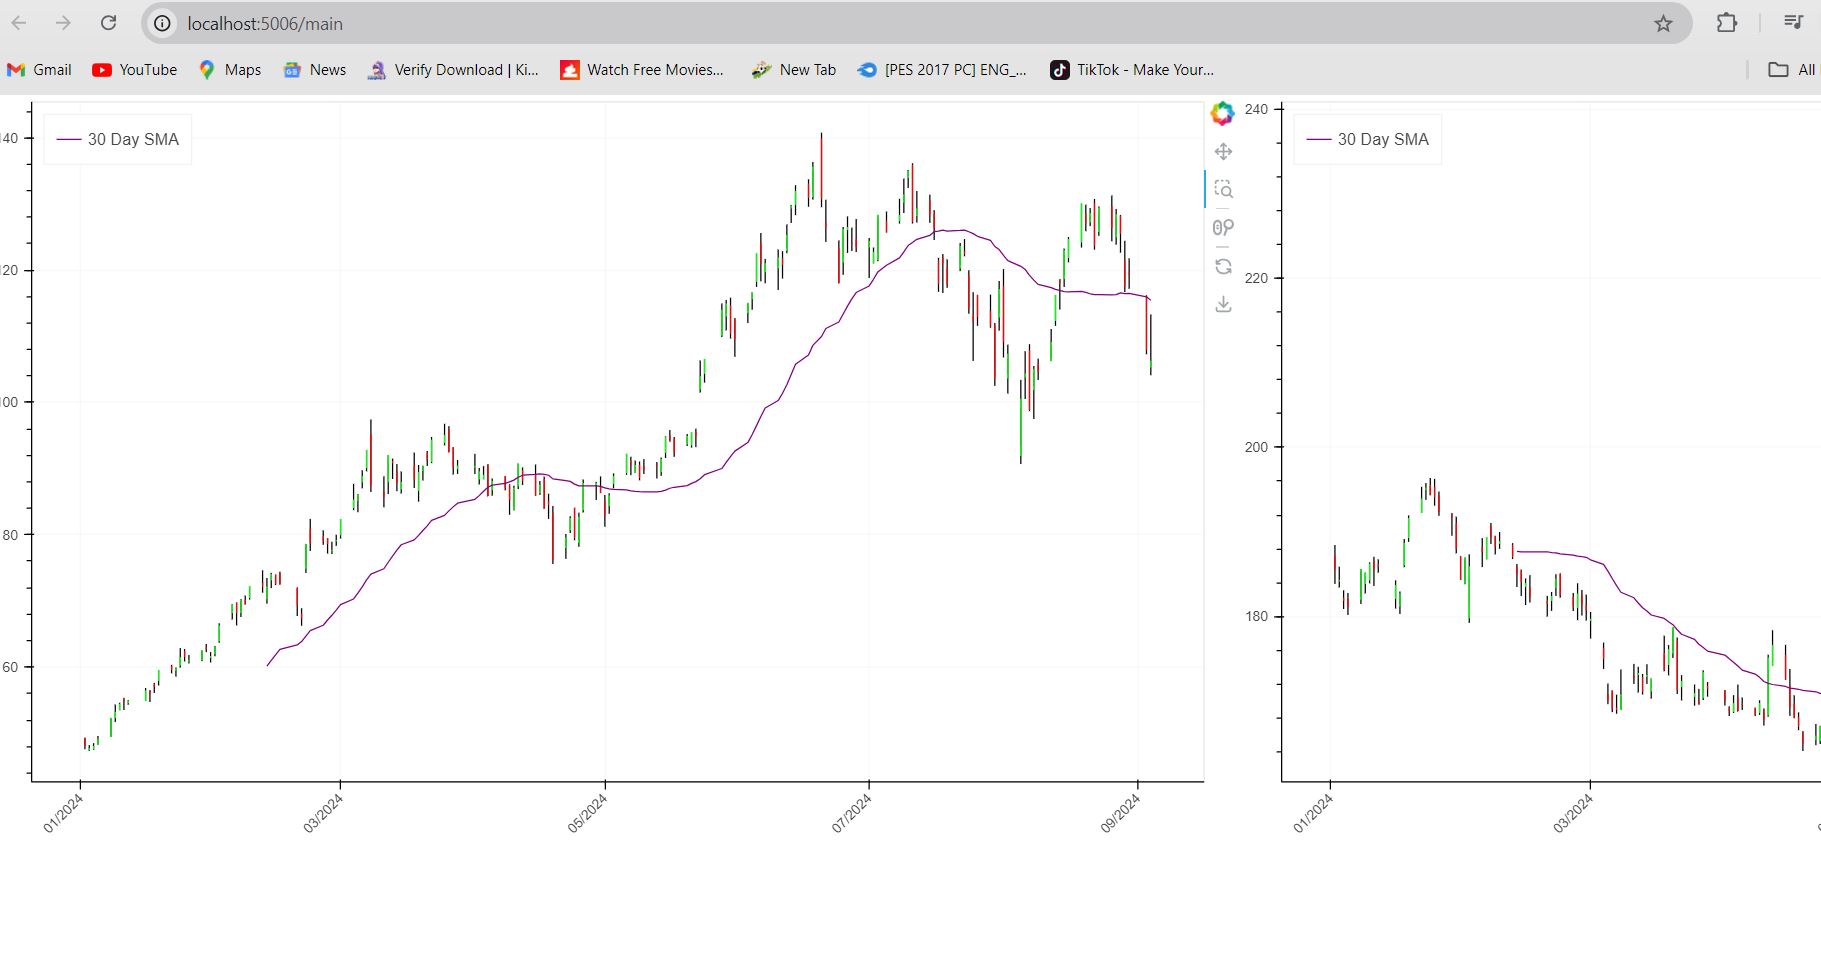 localhost:5006/main
Gmail YouTube Maps News Verify Download | Ki... Watch Free Movies... New Tab [PES 2017 PC] ENG_... TikTok - Make Your... All
30 Day SMA
40
20
00
80
60
01/2024 03/2024 05/2024 07/2024 09/2024
30 Day SMA
240
220
200
180
01/2024 03/2024